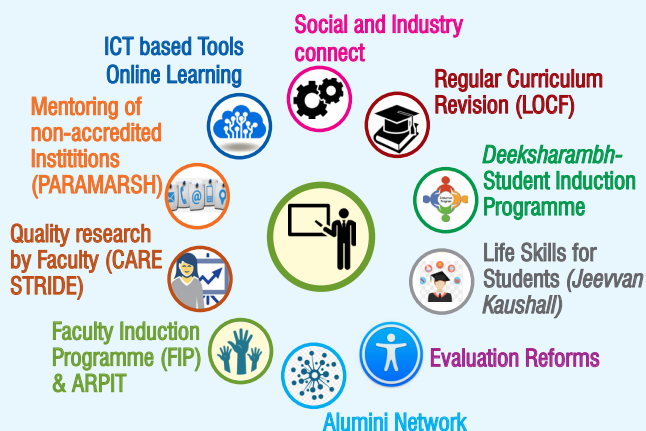 Social and Industry
connect
ICT based Tools
Online Learning
Regular Curriculum
Revision (LOCF)
Mentoring of
non-accredited
Instititions
(PARAMARSH)
Deeksharambh-
Student Induction
Programme
Quality research
by Faculty (CARE
STRIDE)
Life Skills for
Students (Jeevvan
Kaushall)
Faculty Induction
Programme (FIP)
& ARPIT
Evaluation Reforms
Alumini Network